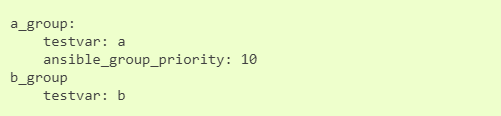 a_group:
    testvar: a
    ansible_group_priority: 10
b_group
    testvar: b